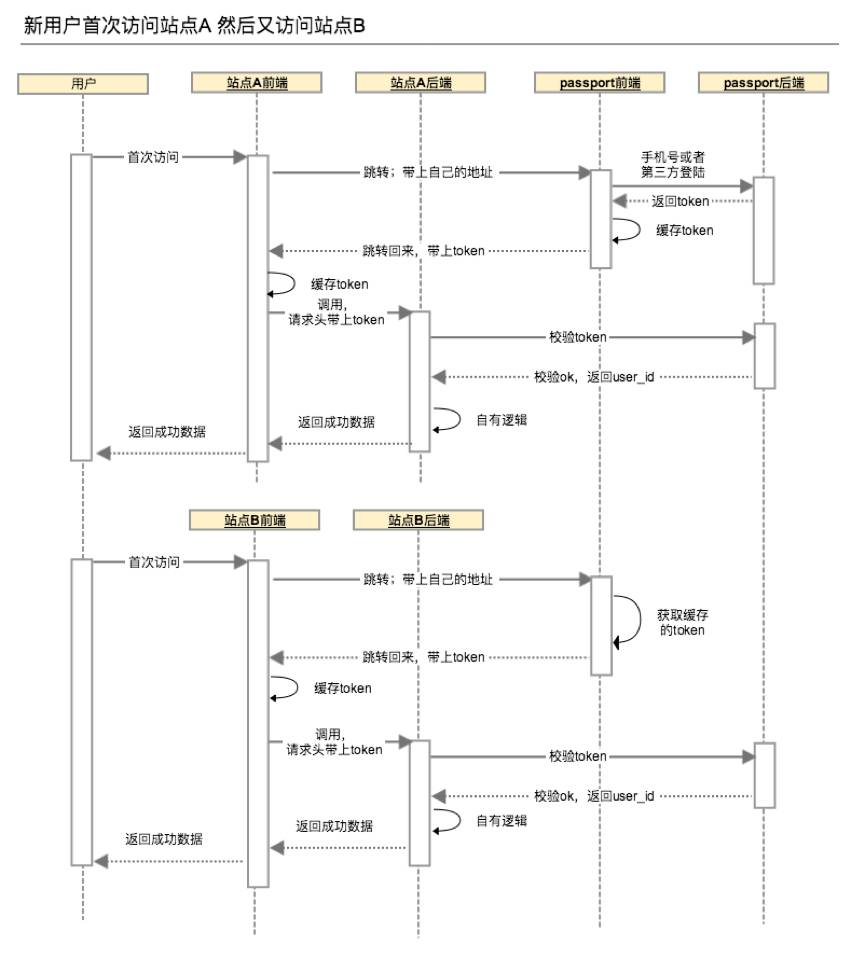 新用户首次访问站点A 然后又访问站点B
用户
站点A前端
站点A后端
passport前端
passport后端
首次访问
跳转；带上自己的地址
手机号或者
第三方登陆
返回token
缓存token
跳转回来，带上token
缓存token
调用，
请求头带上token
校验token
校验ok，返回user_id
自有逻辑
返回成功数据
返回成功数据
站点B前端
站点B后端
首次访问
跳转；带上自己的地址
获取缓存
的token
跳转回来，带上token
缓存token
调用，
请求头带上token
校验token
校验ok，返回user_id
自有逻辑
返回成功数据
返回成功数据